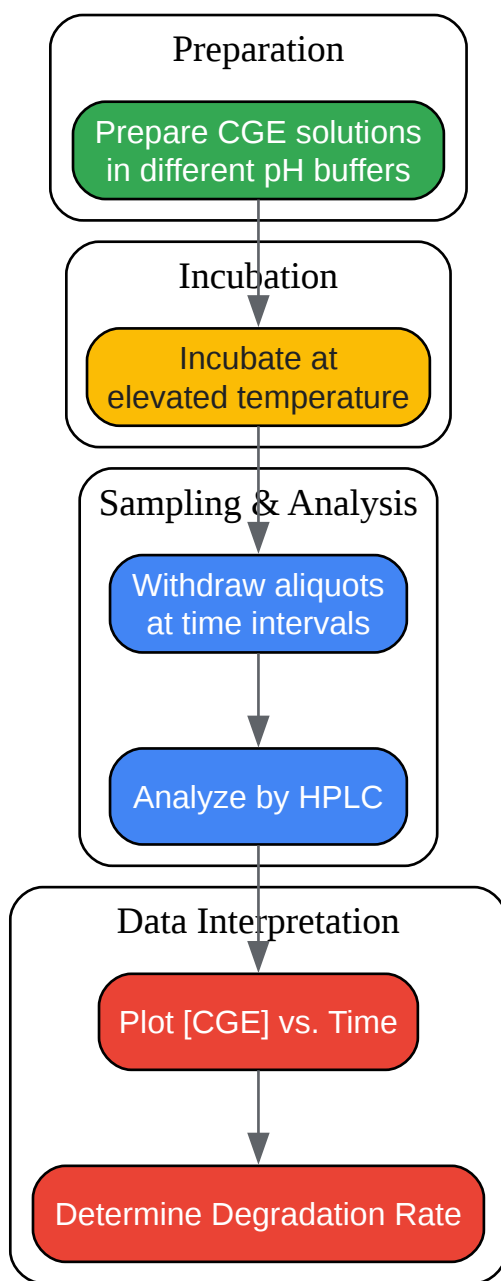 Preparation
Prepare CGE solutions
in different pH buffers
Incubation
Incubate at
elevated temperature
Sampling & Analysis
Withdraw aliquots
at time intervals
Analyze by HPLC
Data Interpretation
Plot [CGE] vs. Time
Determine Degradation Rate